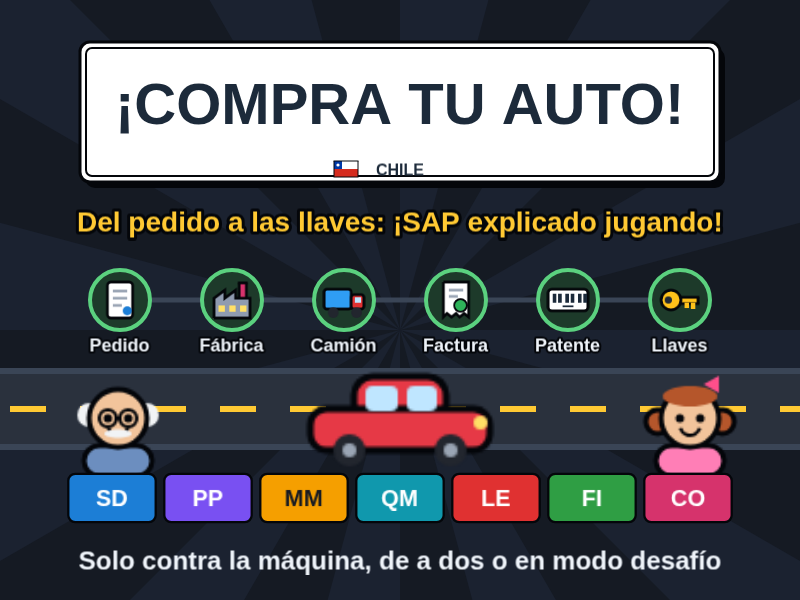 ¡COMPRA TU AUTO!
CHILE
Del pedido a las llaves: ¡SAP explicado jugando!
Pedido Fábrica Camión Factura Patente Llaves
SD PP MM QM LE FI CO
Solo contra la máquina, de a dos o en modo desafío